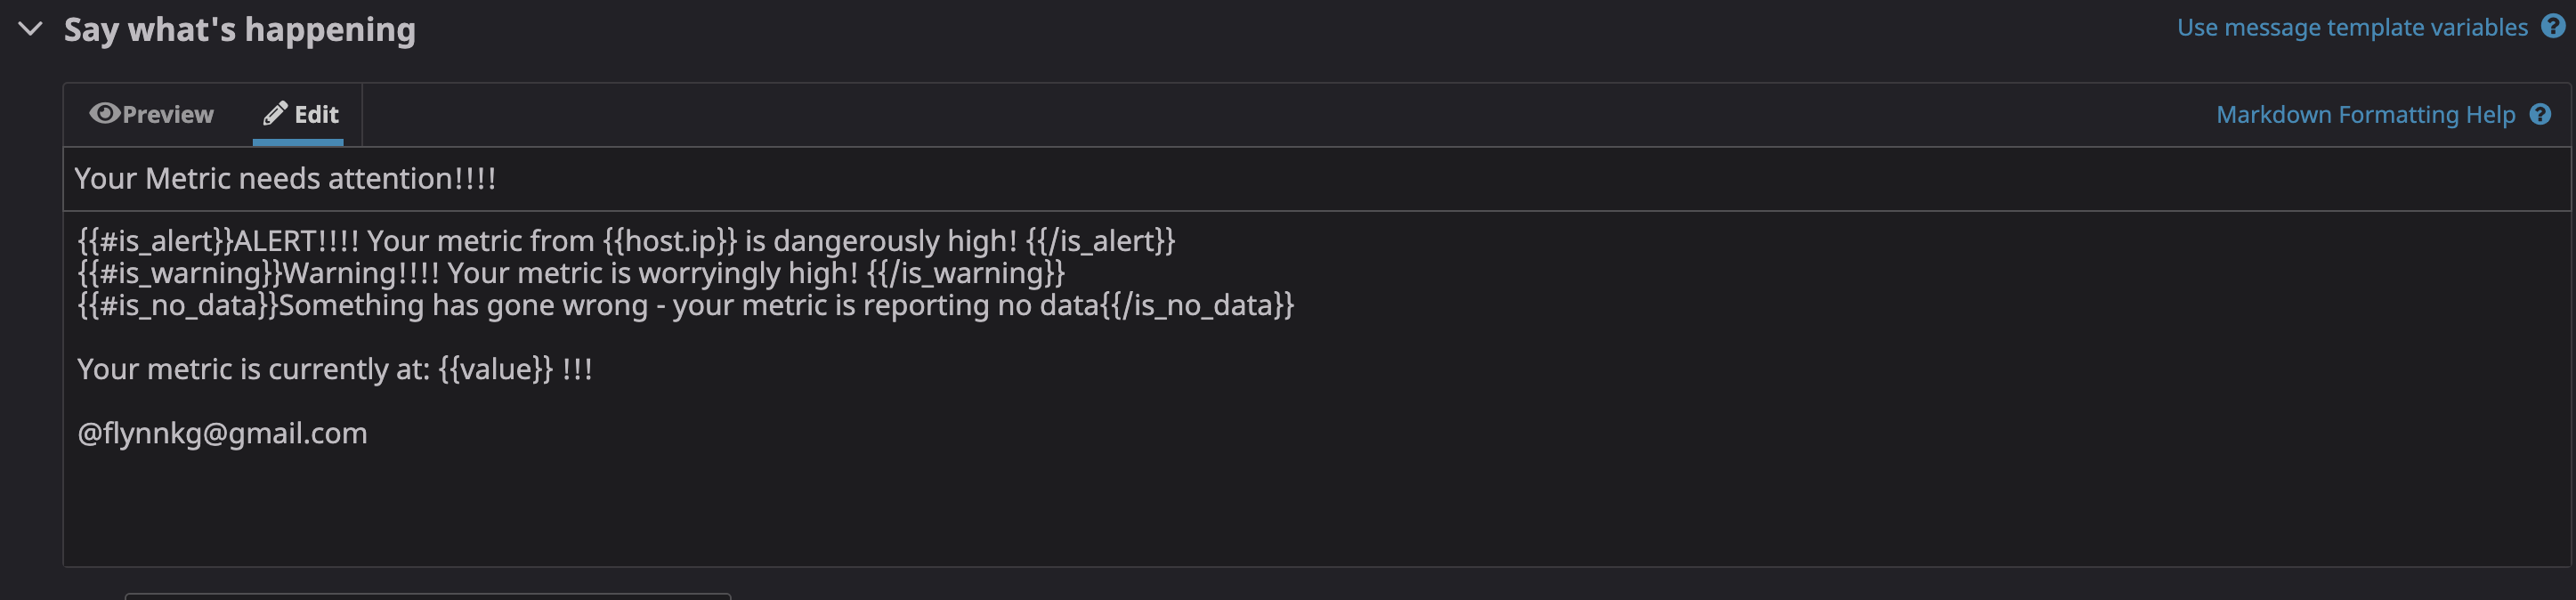 Say what's happening
Use message template variables
Preview
Edit
Markdown Formatting Help
Your Metric needs attention!!!!
{{#is_alert}}ALERT!!!! Your metric from {{host.ip}} is dangerously high! {{/is_alert}}
{{#is_warning}}Warning!!!! Your metric is worryingly high! {{/is_warning}}
{{#is_no_data}}Something has gone wrong - your metric is reporting no data{{/is_no_data}}
Your metric is currently at: {{value}} !!!
@flynnkg@gmail.com